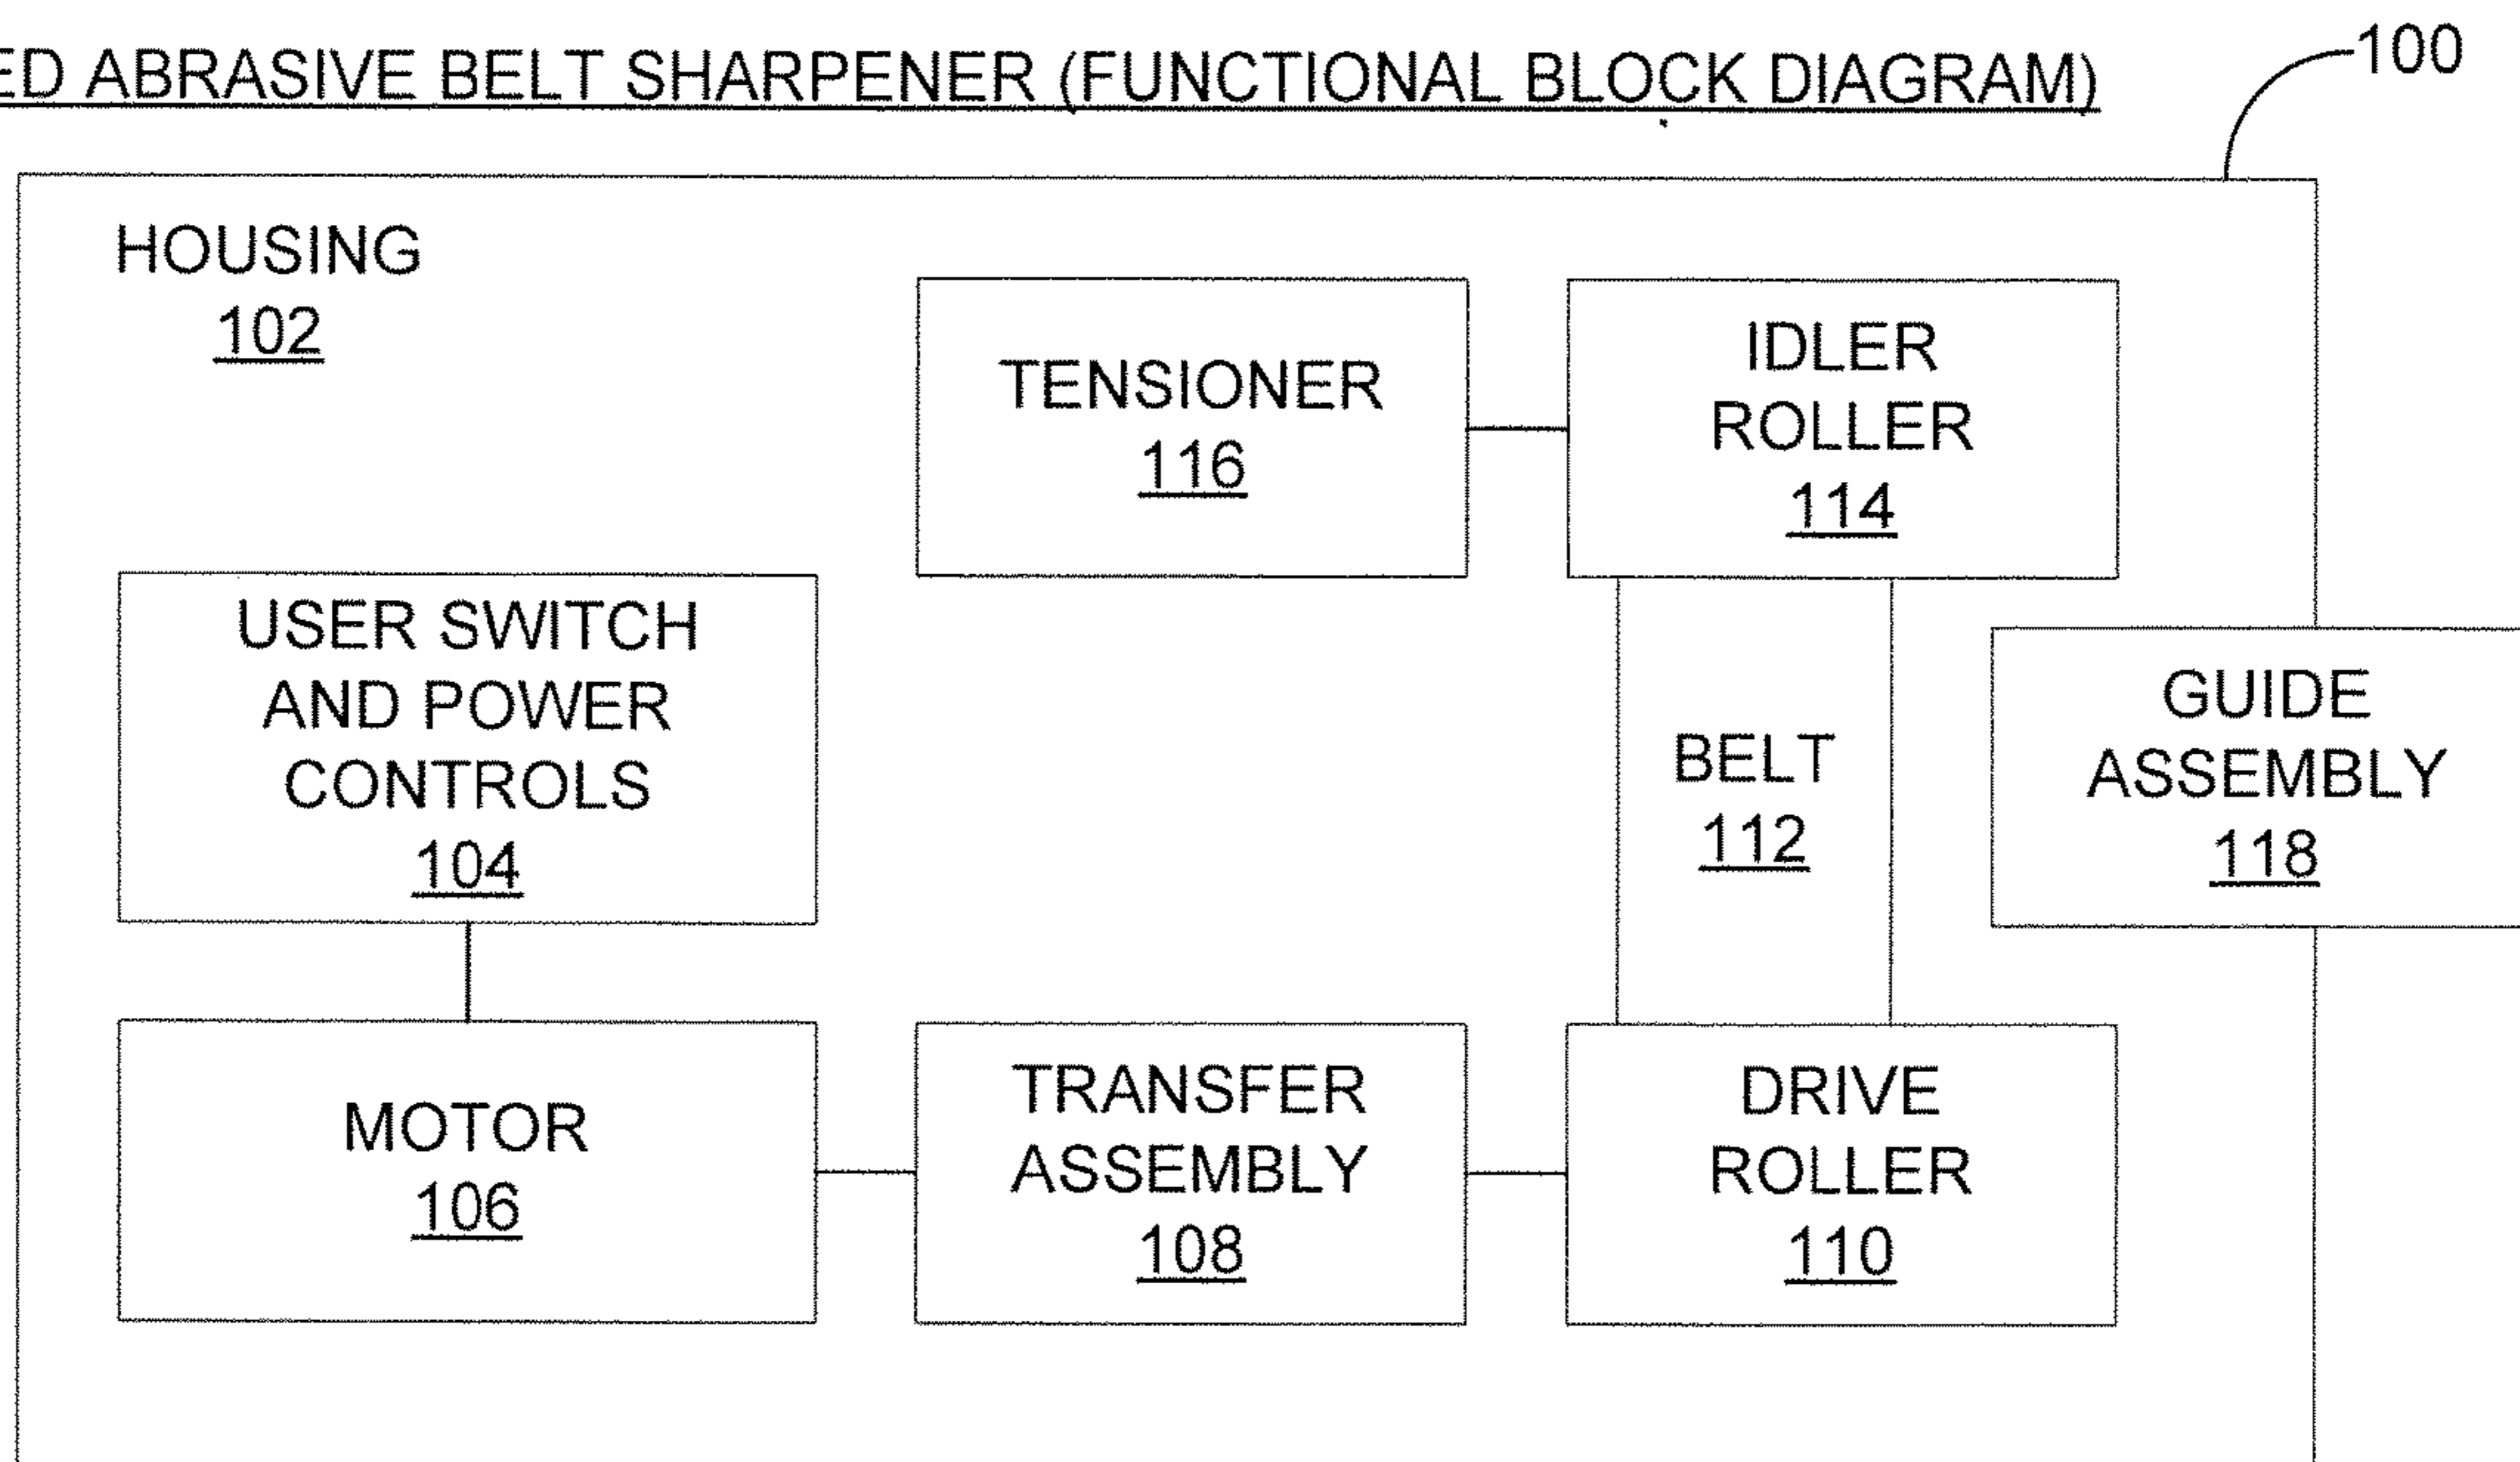 ED ABRASIVE BELT SHARPENER (FUNCTIONAL BLOCK DIAGRAM)
100
HOUSING
102
TENSIONER
116
IDLER
ROLLER
114
USER SWITCH
AND POWER
CONTROLS
104
BELT
112
GUIDE
ASSEMBLY
118
MOTOR
106
TRANSFER
ASSEMBLY
108
DRIVE
ROLLER
110